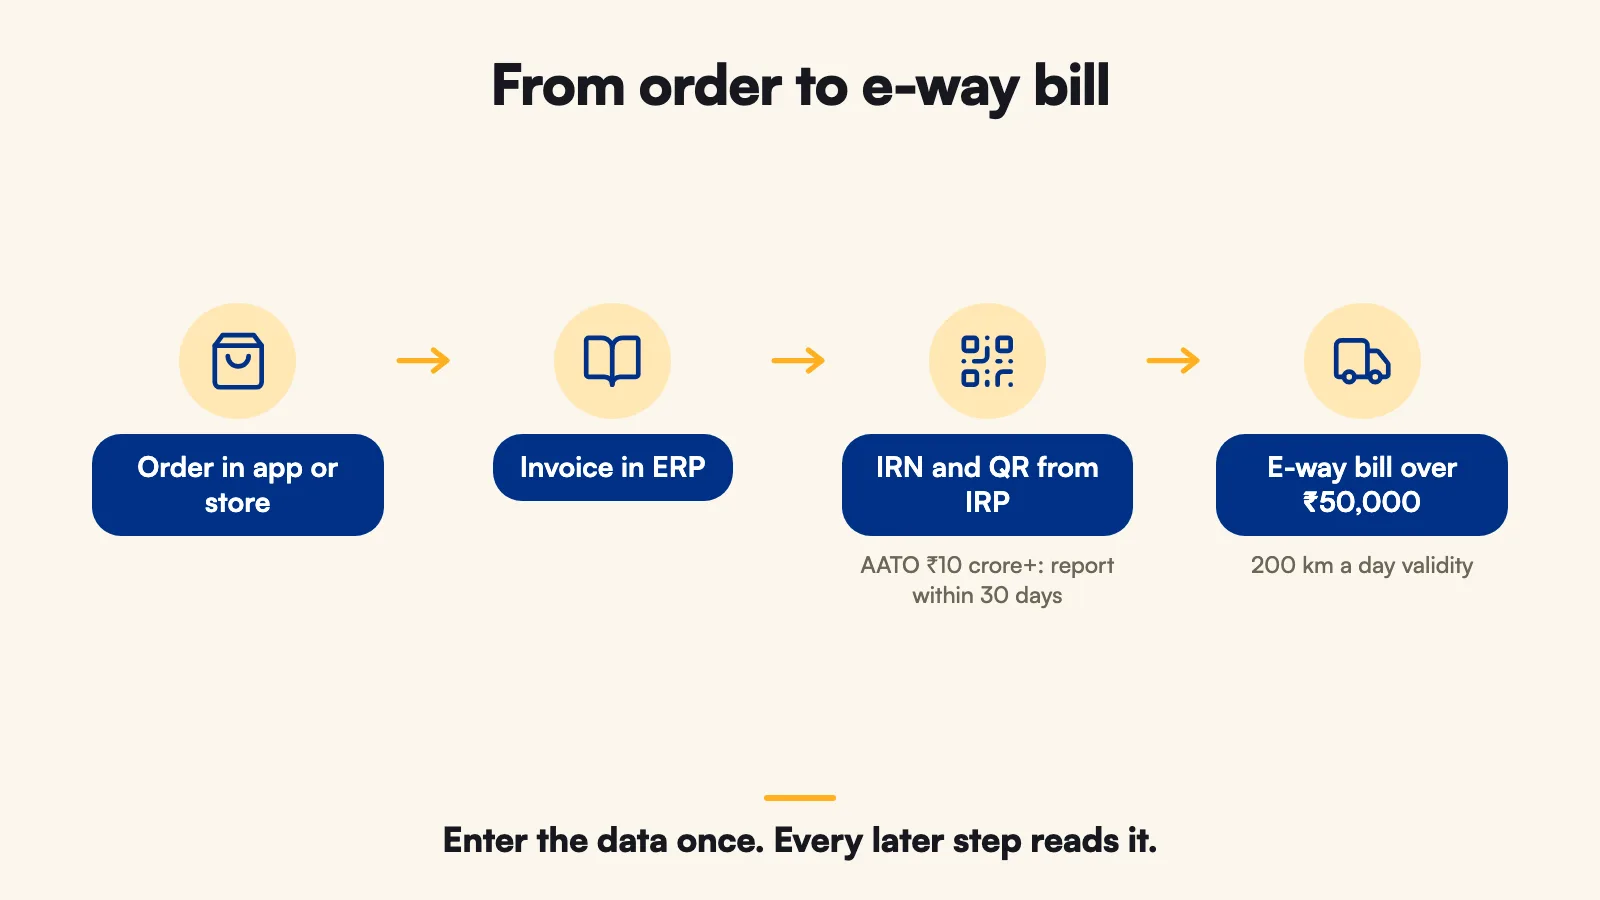 From order to e-way bill
Order in app or
store
Invoice in ERP
IRN and QR from
IRP
AATO ₹10 crore+: report
within 30 days
E-way bill over
₹50,000
200 km a day validity
Enter the data once. Every later step reads it.